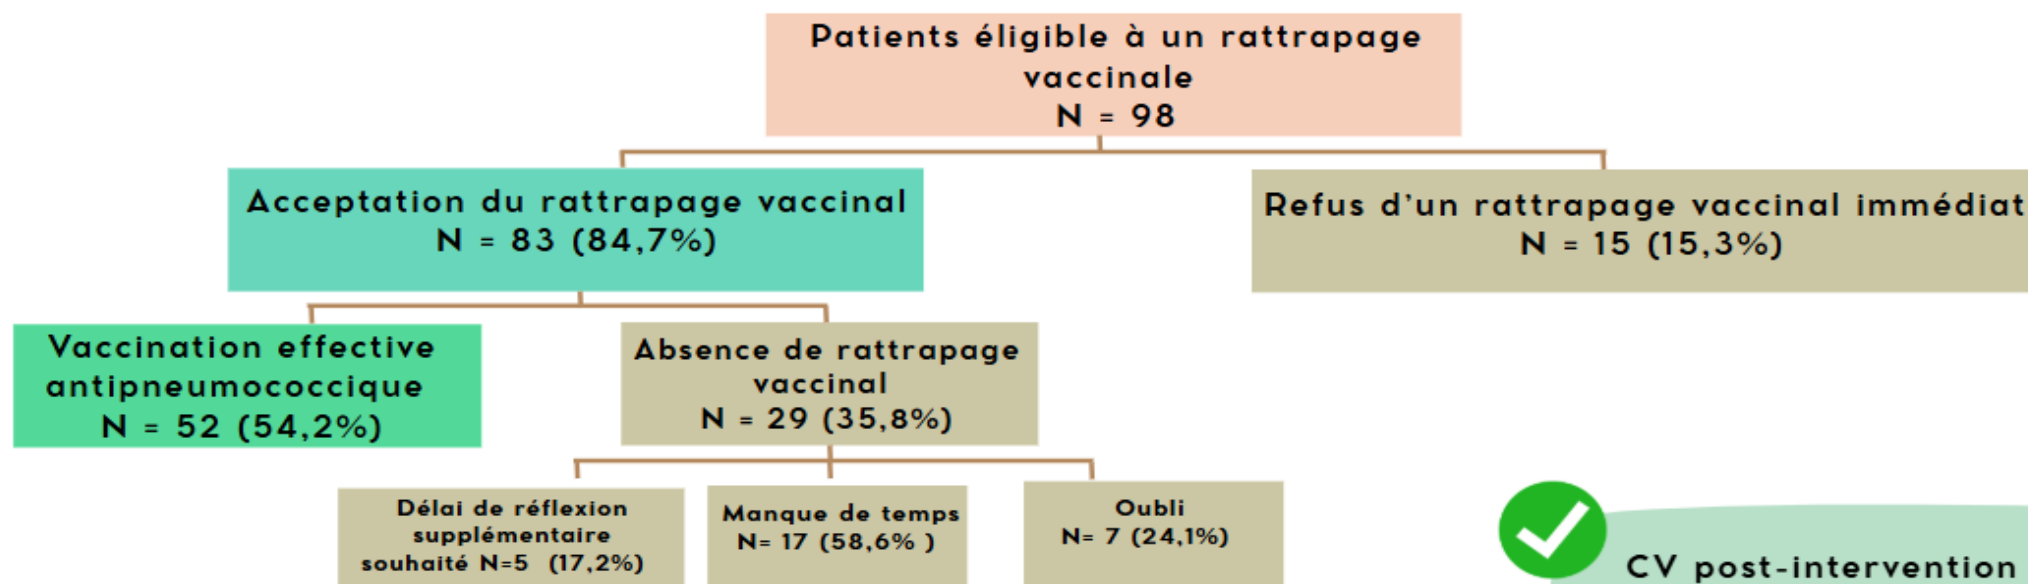 Patients éligible à un rattrapage
vaccinale
N = 98
Acceptation du rattrapage vaccinal
N = 83 (84,7%)
Refus d'un rattrapage vaccinal immédiat
N = 15 (15,3%)
Vaccination effective
antipneumococcique
N = 52 (54,2%)
Absence de rattrapage
vaccinal
N = 29 (35,8%)
Délai de réflexion
supplémentaire
souhaité N=5 (17,2%)
Manque de temps
N= 17 (58,6% )
Oubli
N= 7 (24,1%)
CV post-intervention